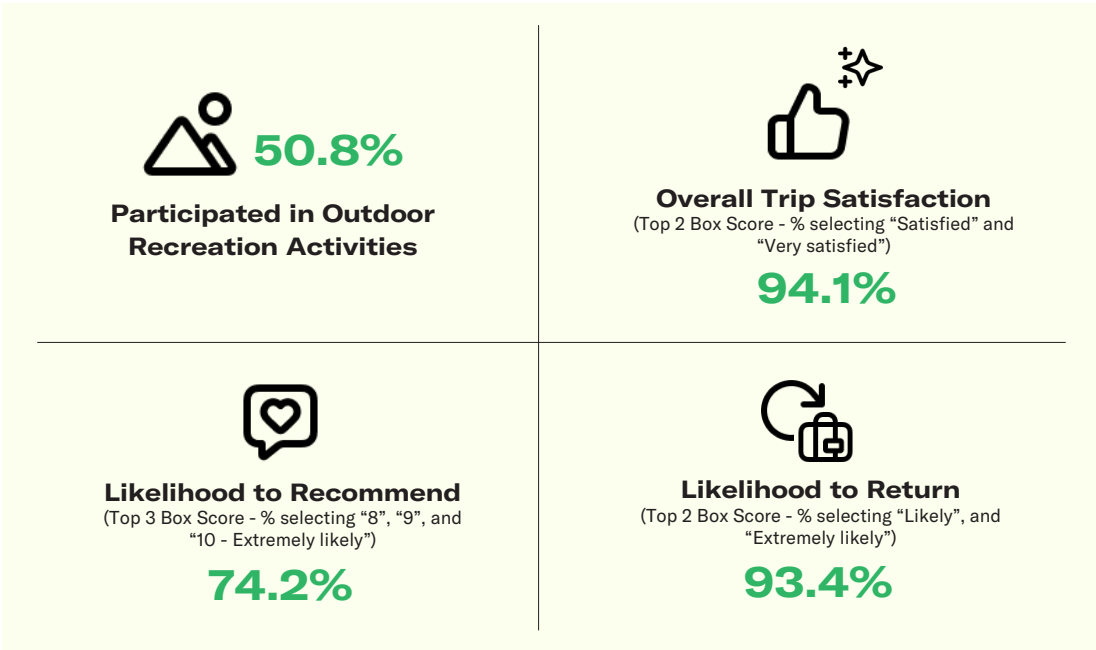 50.8%
Participated in Outdoor
Recreation Activities
Overall Trip Satisfaction
(Top 2 Box Score - % selecting “Satisfied” and
“Very satisfied”)
94.1%
Likelihood to Recommend
(Top 3 Box Score - % selecting “8”, “9”, and
“10 - Extremely likely”)
74.2%
Likelihood to Return
(Top 2 Box Score - % selecting “Likely”, and
“Extremely likely”)
93.4%